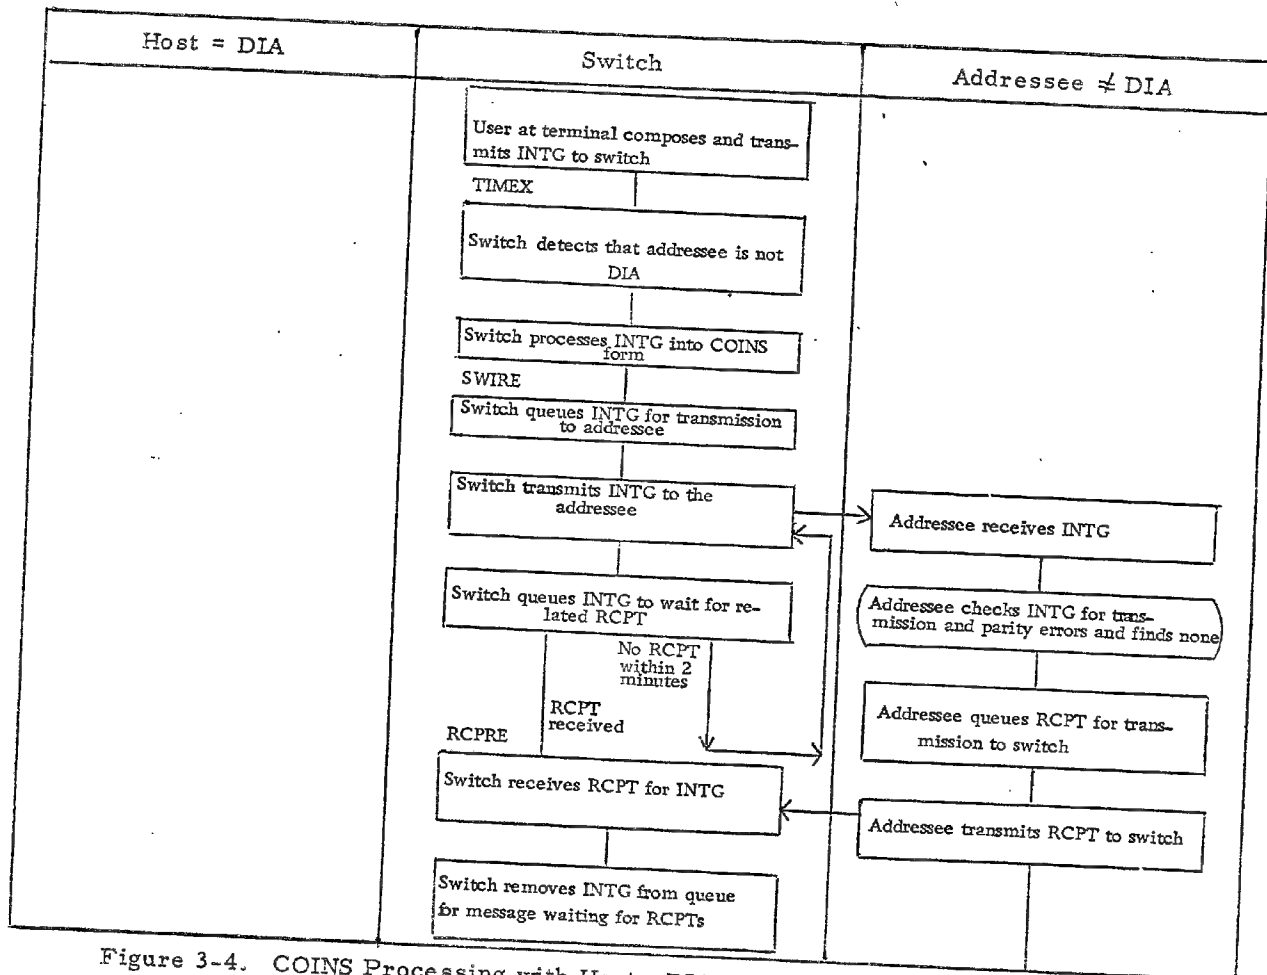 Host = DIA
Switch
Addressee ≠ DIA
User at terminal composes and trans-
mits INTG to switch
TIMEX
Switch detects that addressee is not
DIA
Switch processes INTG into COINS
form
SWIRE
Switch queues INTG for transmission
to addressee
Switch transmits INTG to the
addressee
Switch queues INTG to wait for re-
lated RCPT
No RCPT
within 2
minutes
RCPT
received
RCPRE
Switch receives RCPT for INTG
Switch removes INTG from queue
for message waiting for RCPTs
Addressee receives INTG
Addressee checks INTG for trans-
mission and parity errors and finds none
Addressee queues RCPT for trans-
mission to switch
Addressee transmits RCPT to switch
Figure 3-4. COINS Processing with